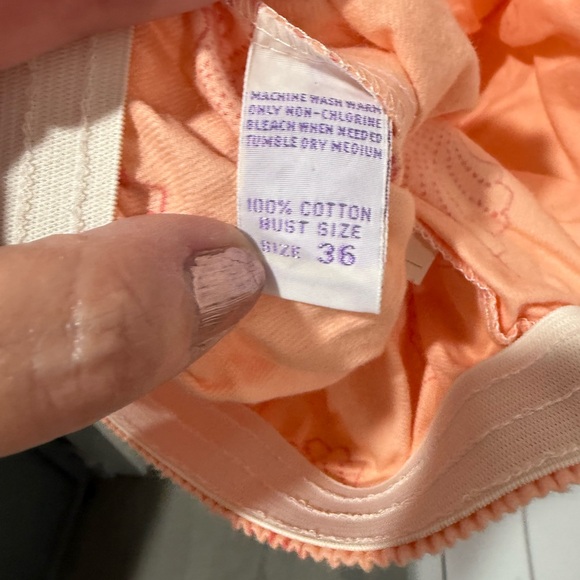 MACHINE WASH WARM
ONLY NON-CHLORINE
BLEACH WHEN NEEDED
TUMBLE DRY MEDIUM
100% COTTON
BUST SIZE
SIZE 36